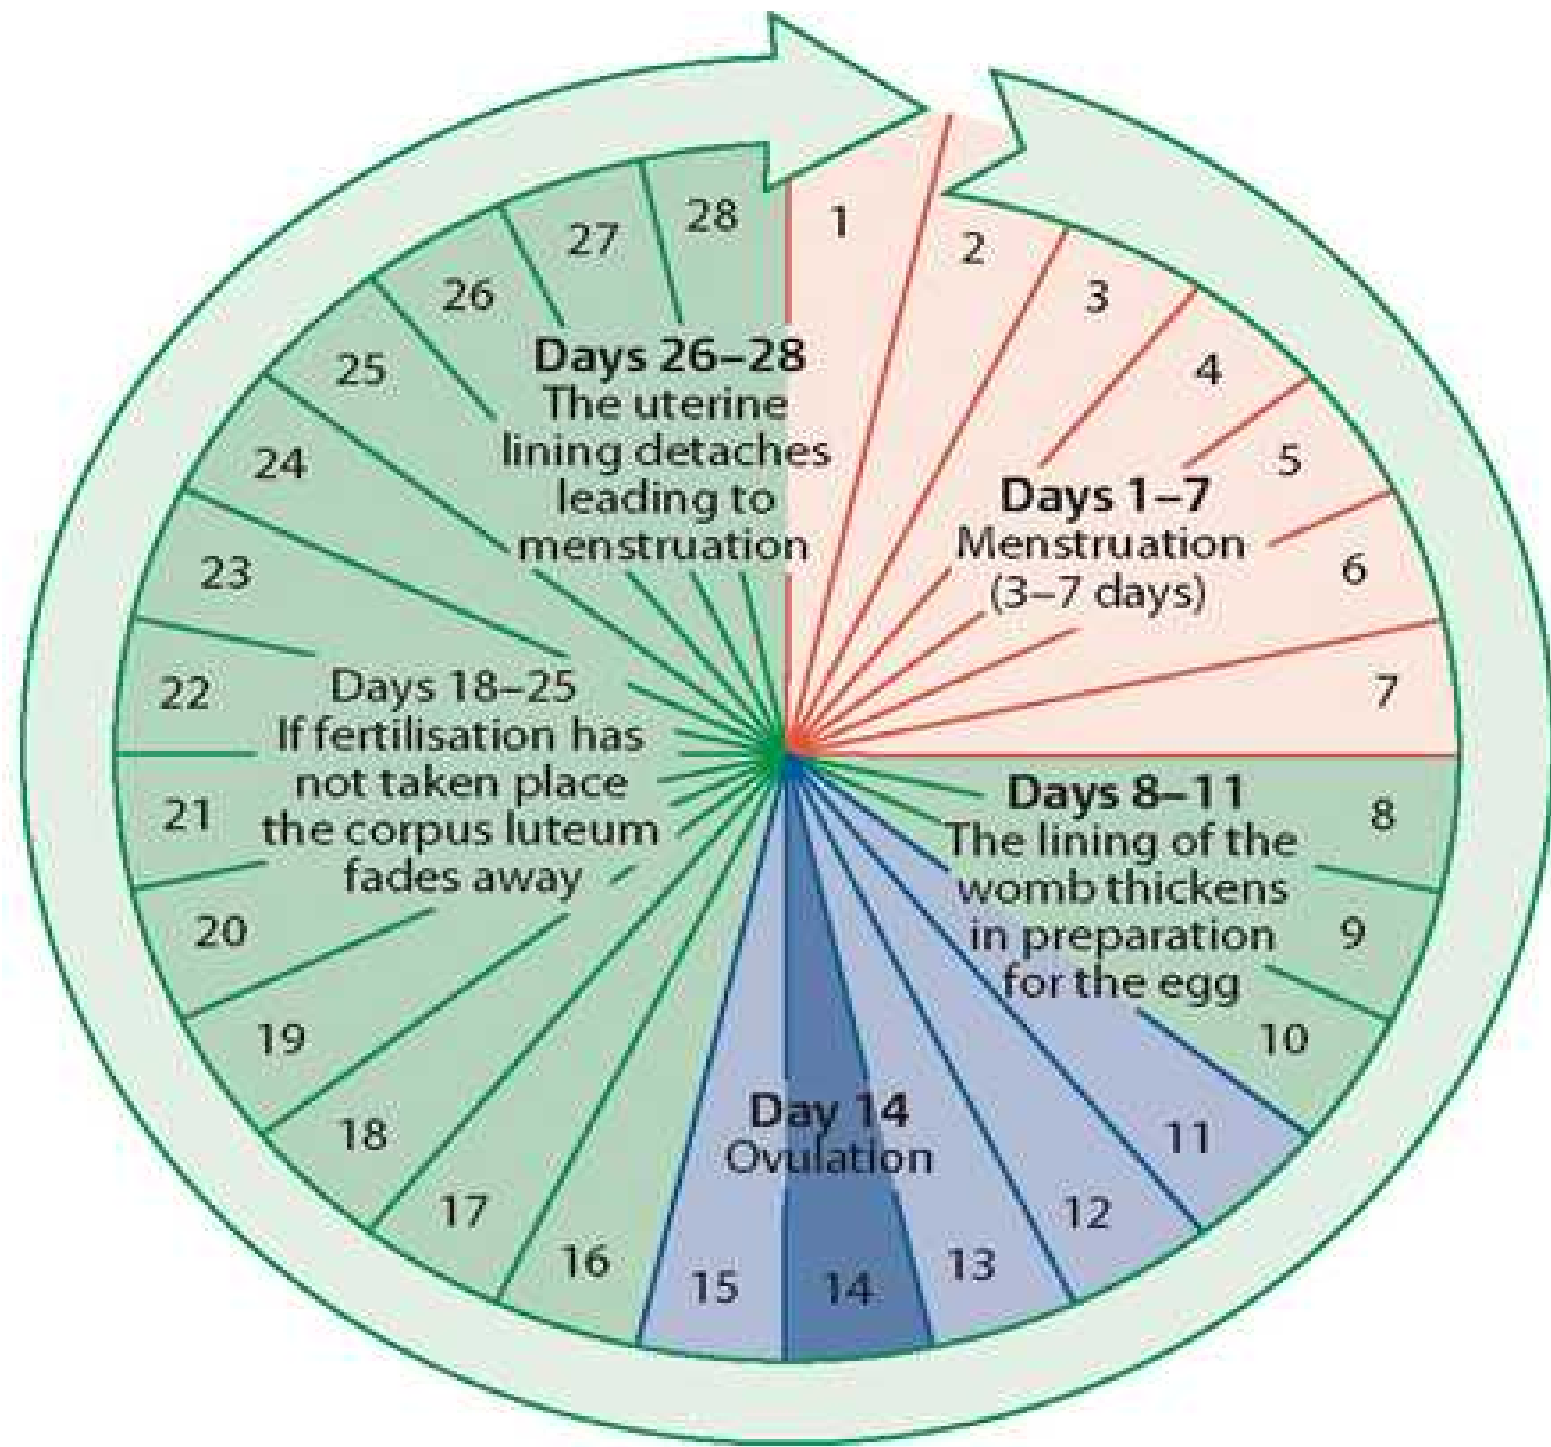 1
2
3
4
5
6
7
8
9
10
11
12
13
14
15
16
17
18
19
20
21
22
23
24
25
26
27
28
Days 1–7
Menstruation
(3–7 days)
Days 8–11
The lining of the
womb thickens
in preparation
for the egg
Day 14
Ovulation
Days 18–25
If fertilisation has
not taken place
the corpus luteum
fades away
Days 26–28
The uterine
lining detaches
leading to
menstruation